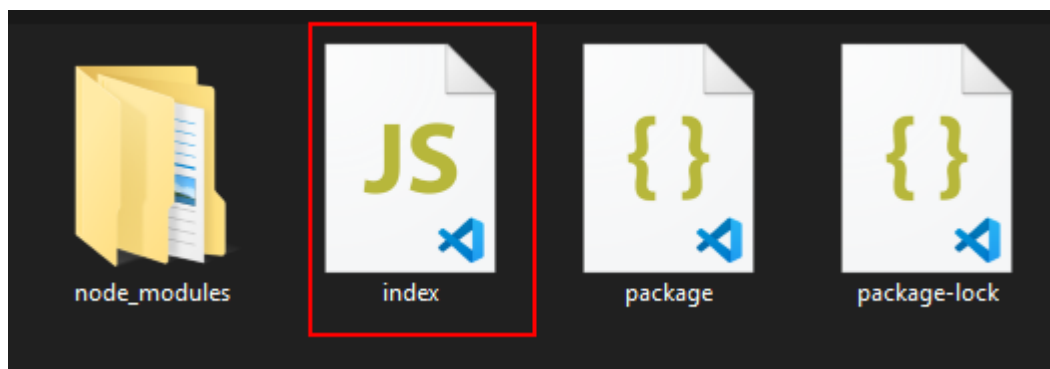 JS
{ }
{ }
node_modules
index
package
package-lock